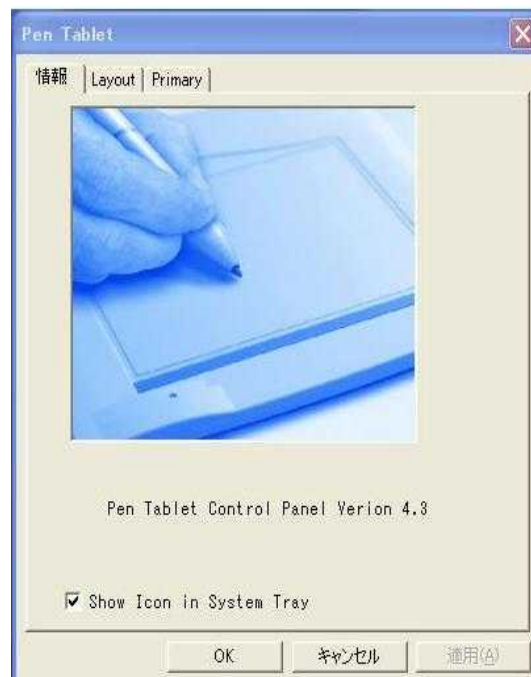 Pen Tablet
情報 Layout Primary
Pen Tablet Control Panel Verion 4.3
Show Icon in System Tray
OK キャンセル 適用(A)